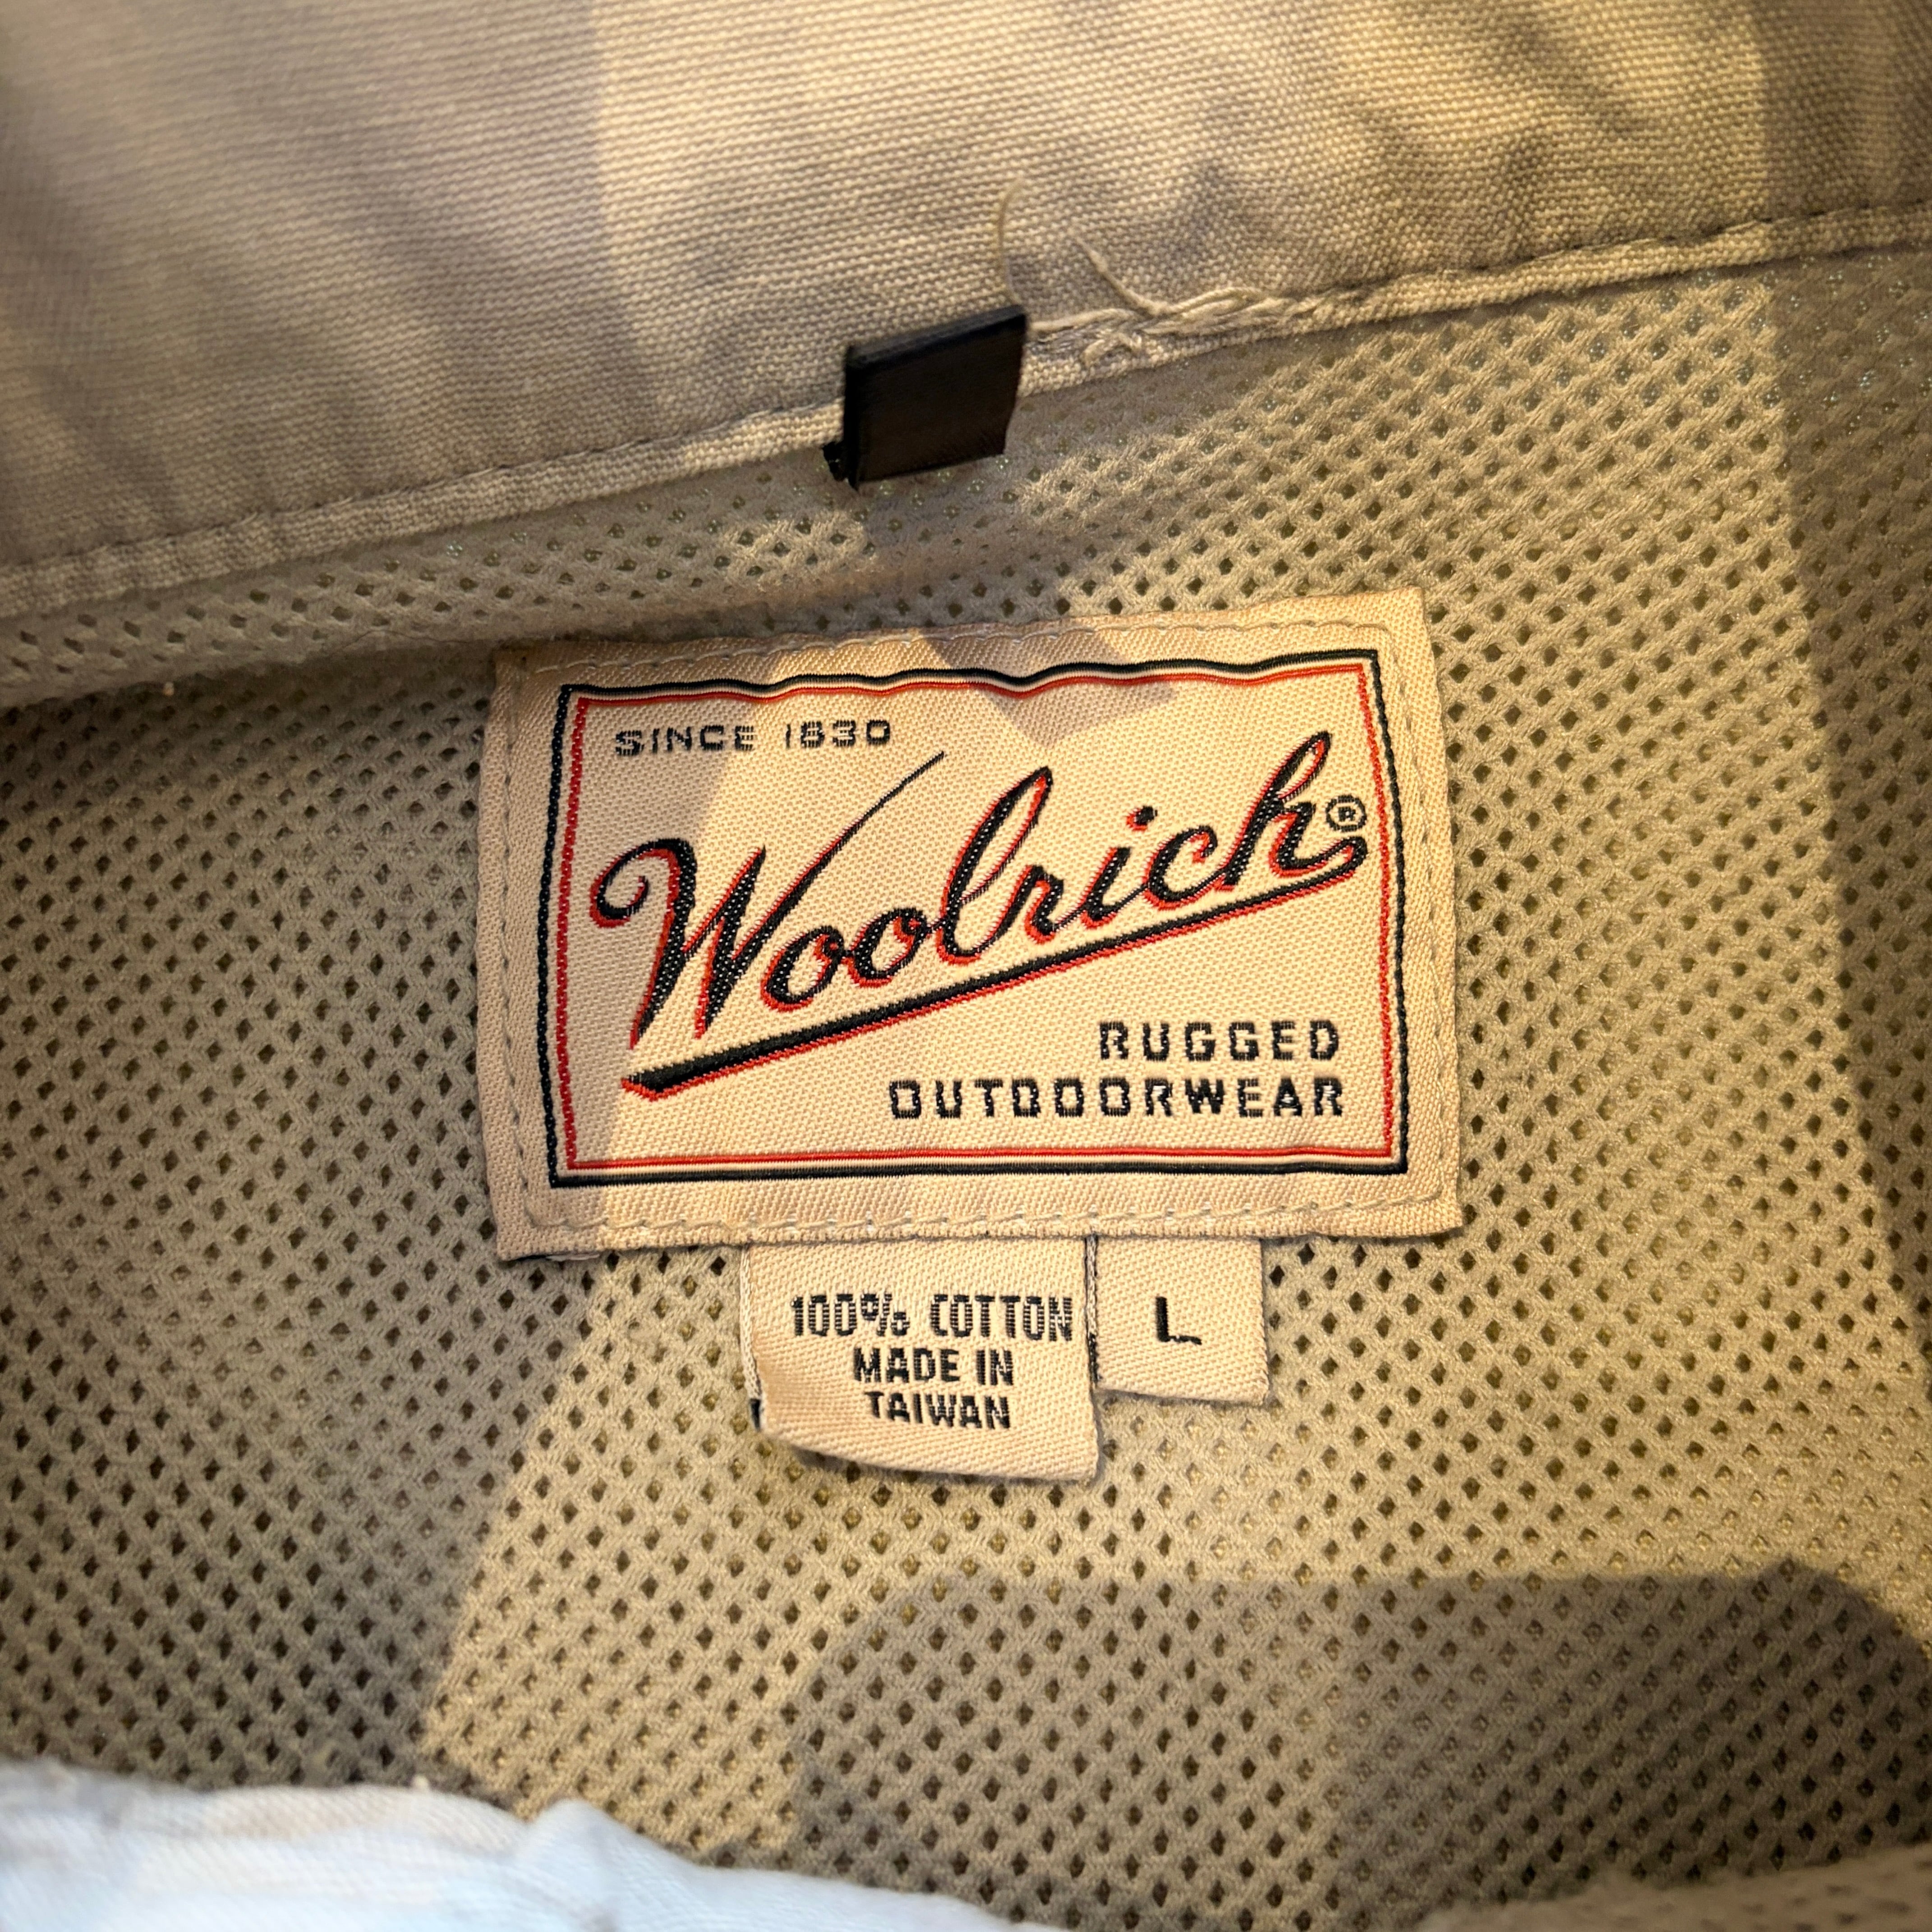 SINCE 1830
Woolrich®
RUGGED
OUTDOORWEAR
100% COTTON
MADE IN
TAIWAN
L